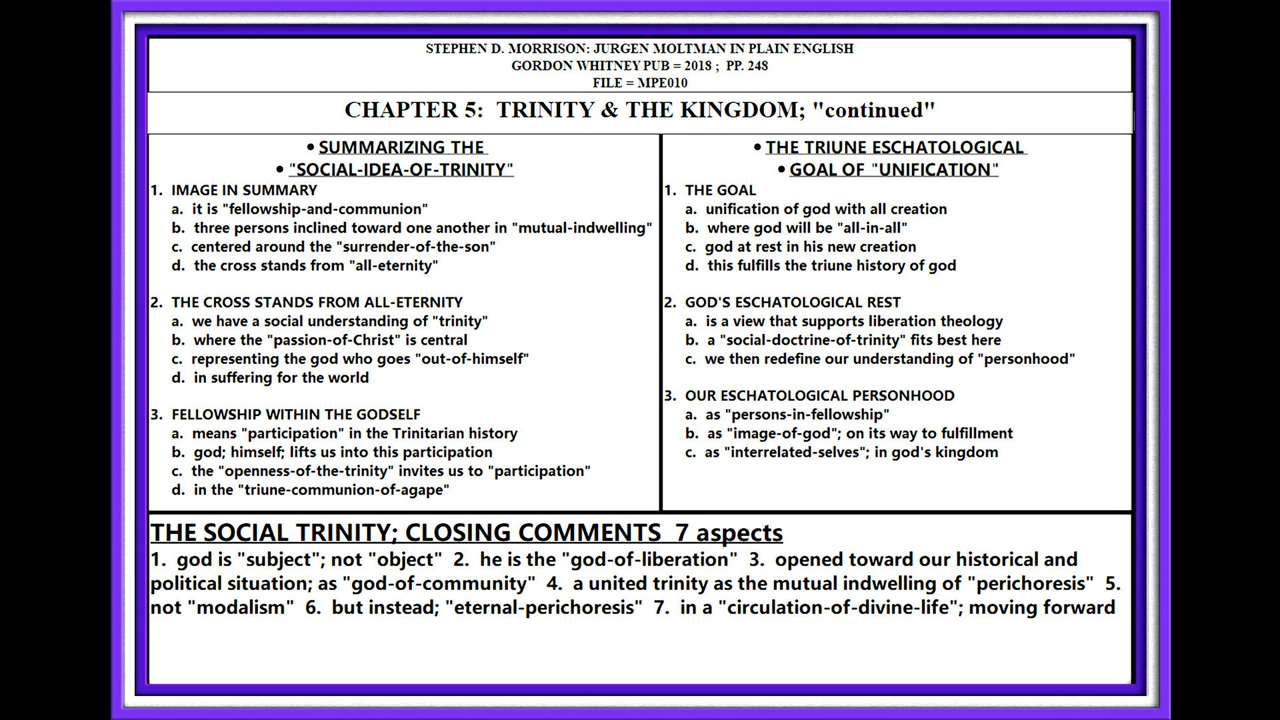 STEPHEN D. MORRISON: JURGEN MOLTMAN IN PLAIN ENGLISH
GORDON WHITNEY PUB = 2018 ;  PP. 248
FILE = MPE010
CHAPTER 5:  TRINITY & THE KINGDOM; "continued"
• SUMMARIZING THE
• "SOCIAL-IDEA-OF-TRINITY"
1.  IMAGE IN SUMMARY
a.  it is "fellowship-and-communion"
b.  three persons inclined toward one another in "mutual-indwelling"
c.  centered around the "surrender-of-the-son"
d.  the cross stands from "all-eternity"
2.  THE CROSS STANDS FROM ALL-ETERNITY
a.  we have a social understanding of "trinity"
b.  where the "passion-of-Christ" is central
c.  representing the god who goes "out-of-himself"
d.  in suffering for the world
3.  FELLOWSHIP WITHIN THE GODSELF
a.  means "participation" in the Trinitarian history
b.  god; himself; lifts us into this participation
c.  the "openness-of-the-trinity" invites us to "participation"
d.  in the "triune-communion-of-agape"
• THE TRIUNE ESCHATOLOGICAL
• GOAL OF "UNIFICATION"
1.  THE GOAL
a.  unification of god with all creation
b.  where god will be "all-in-all"
c.  god at rest in his new creation
d.  this fulfills the triune history of god
2.  GOD'S ESCHATOLOGICAL REST
a.  is a view that supports liberation theology
b.  a "social-doctrine-of-trinity" fits best here
c.  we then redefine our understanding of "personhood"
3.  OUR ESCHATOLOGICAL PERSONHOOD
a.  as "persons-in-fellowship"
b.  as "image-of-god"; on its way to fulfillment
c.  as "interrelated-selves"; in god's kingdom
THE SOCIAL TRINITY; CLOSING COMMENTS  7 aspects
1.  god is "subject"; not "object"  2.  he is the "god-of-liberation"  3.  opened toward our historical and
political situation; as "god-of-community"  4.  a united trinity as the mutual indwelling of "perichoresis"  5.
not "modalism"  6.  but instead; "eternal-perichoresis"  7.  in a "circulation-of-divine-life"; moving forward